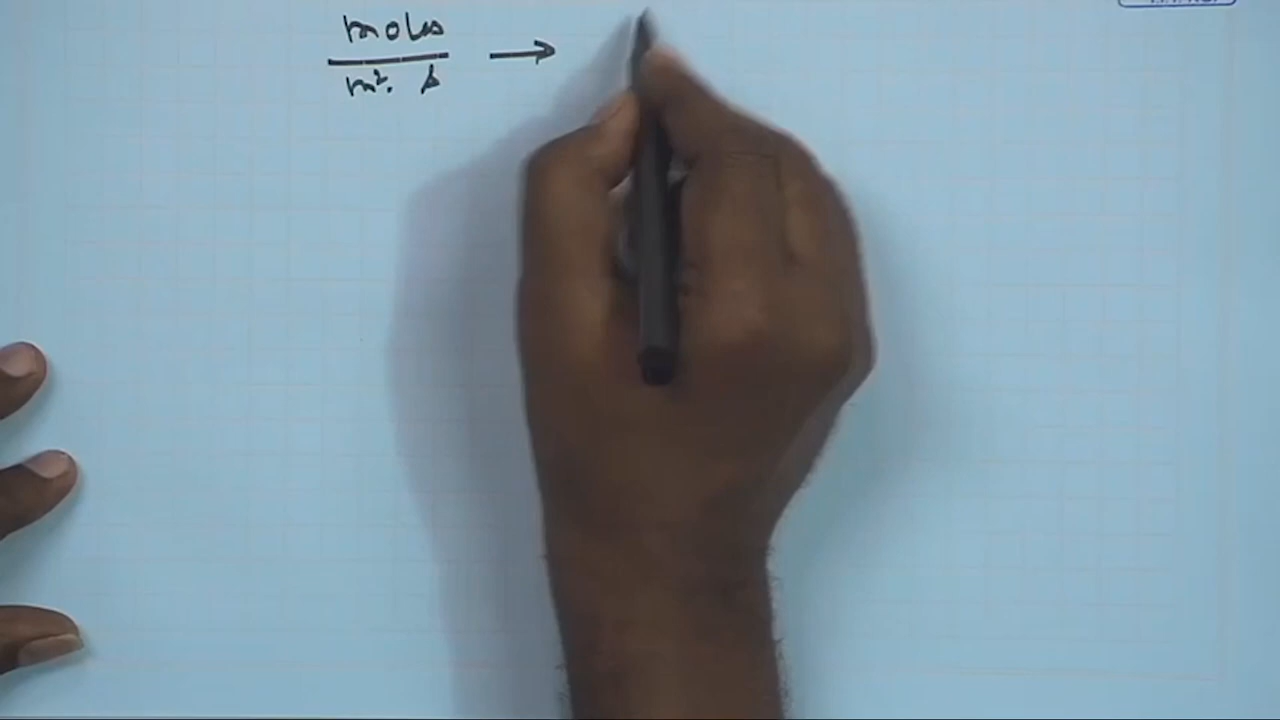 moles
m². s →